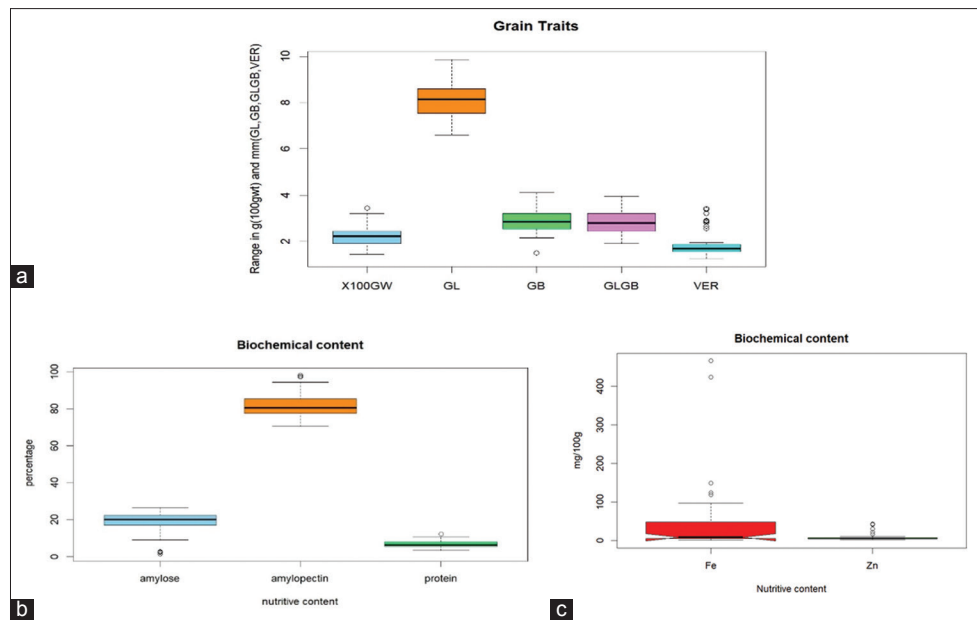 Grain Traits
Range in g(100gwt) and mm(GL,GB,GLGB,VER)
10
8
6
4
2
X100GW GL GB GLGB VER
a
Biochemical content
percentage
100
80
60
40
20
0
amylose amylopectin protein
nutritive content
b
Biochemical content
mg/100g
400
300
200
100
0
Fe Zn
Nutritive content
c